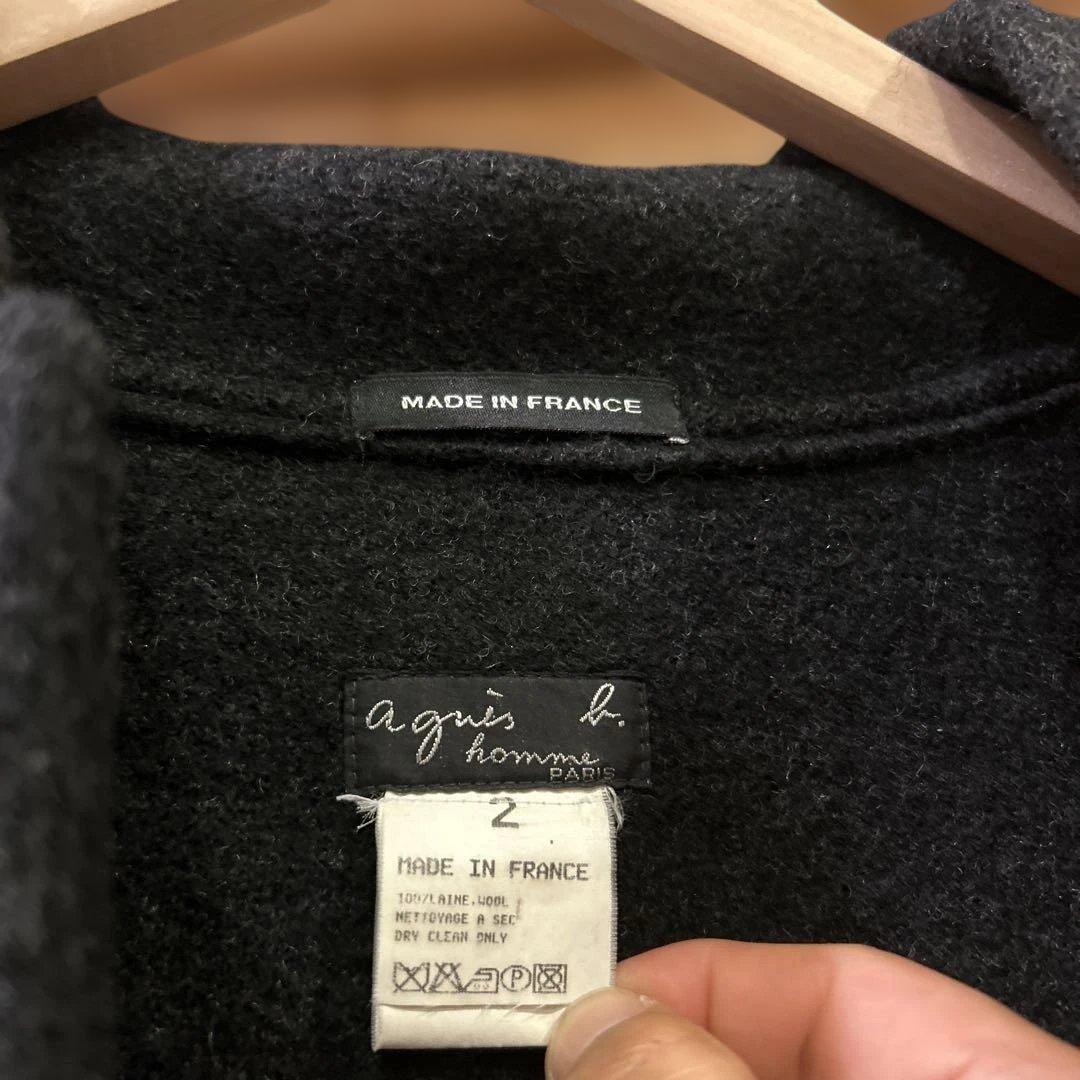 MADE IN FRANCE
agnès b.
homme
PARIS
2
MADE IN FRANCE
100%LAINE.WOOL
NETTOYAGE A SEC
DRY CLEAN ONLY
P